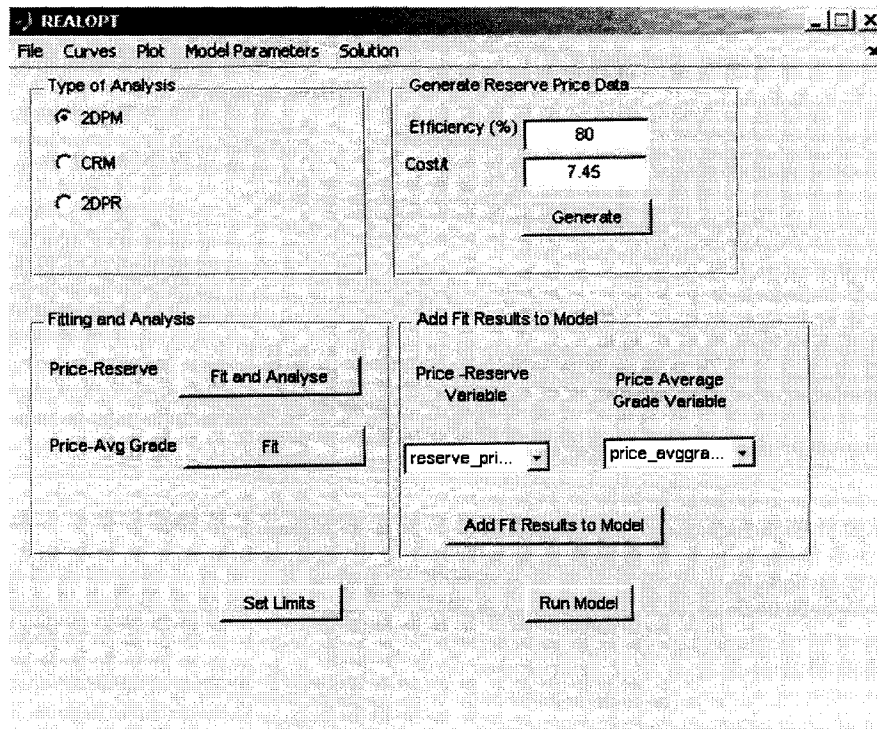 REALOPT
File Curves Plot Model Parameters Solution
Type of Analysis
2DPM
CRM
2DPR
Generate Reserve Price Data
Efficiency (%) 80
Cost/t 7.45
Generate
Fitting and Analysis
Price-Reserve Fit and Analyse
Price-Avg Grade Fit
Add Fit Results to Model
Price -Reserve
Variable
Price Average
Grade Variable
reserve_pri...
price_avggra...
Add Fit Results to Model
Set Limits
Run Model